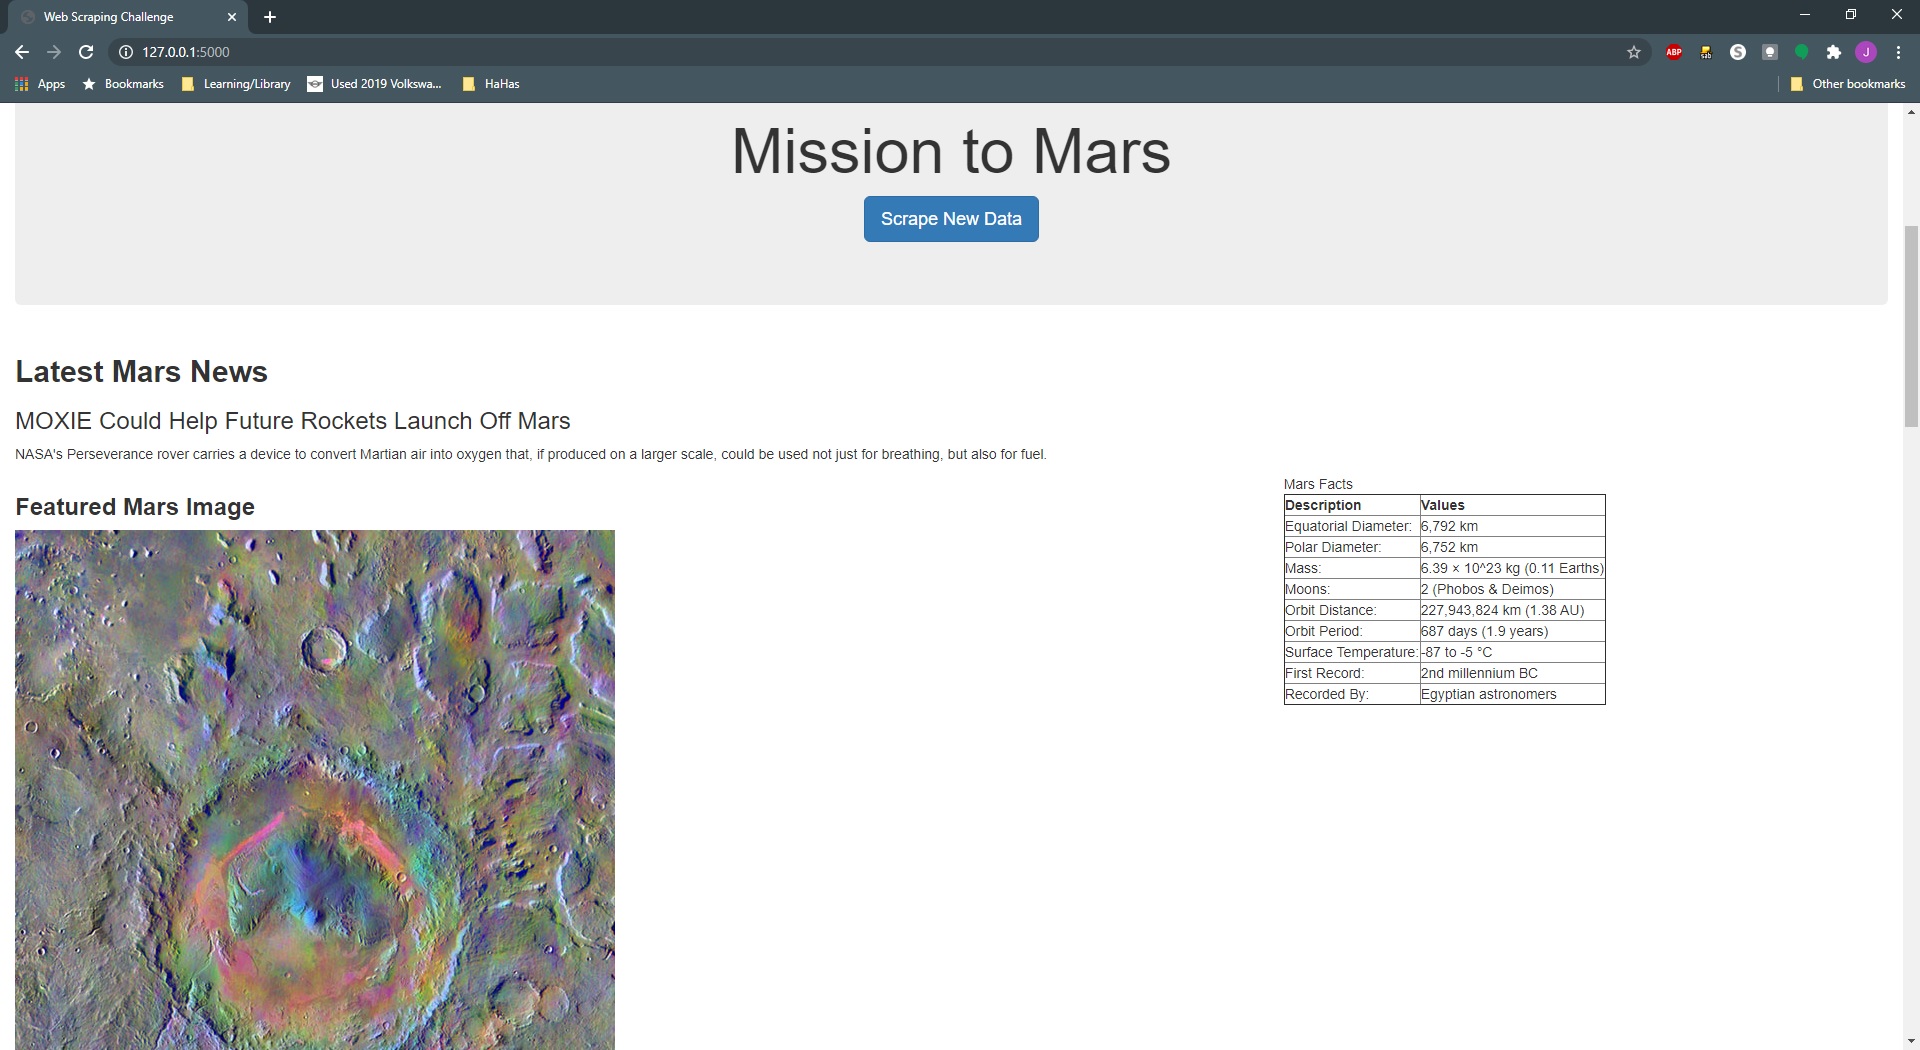 Web Scraping Challenge
127.0.0.1:5000
ABP
sab
S
J
Apps
Bookmarks
Learning/Library
Used 2019 Volkswa...
HaHas
Other bookmarks
Mission to Mars
Scrape New Data
Latest Mars News
MOXIE Could Help Future Rockets Launch Off Mars
NASA's Perseverance rover carries a device to convert Martian air into oxygen that, if produced on a larger scale, could be used not just for breathing, but also for fuel.
Featured Mars Image
Mars Facts
Description Values
Equatorial Diameter: 6,792 km
Polar Diameter: 6,752 km
Mass: 6.39 × 10^23 kg (0.11 Earths)
Moons: 2 (Phobos & Deimos)
Orbit Distance: 227,943,824 km (1.38 AU)
Orbit Period: 687 days (1.9 years)
Surface Temperature: -87 to -5 °C
First Record: 2nd millennium BC
Recorded By: Egyptian astronomers